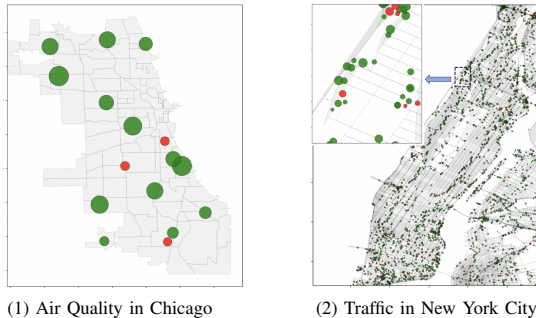 (1) Air Quality in Chicago
(2) Traffic in New York City